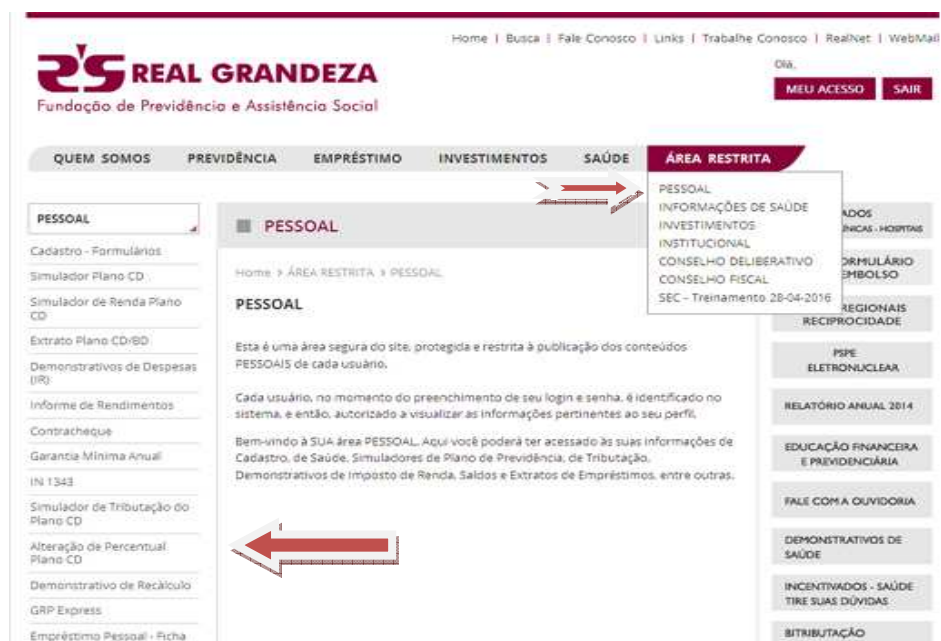 Home | Busca | Fale Conosco | Links | Trabalhe Conosco | RealNet | WebMail
REAL GRANDEZA
Fundação de Previdência e Assistência Social
Olá,
MEU ACESSO
SAIR
QUEM SOMOS
PREVIDÊNCIA
EMPRÉSTIMO
INVESTIMENTOS
SAÚDE
ÁREA RESTRITA
PESSOAL
INFORMAÇÕES DE SAÚDE
INVESTIMENTOS
INSTITUCIONAL
CONSELHO DELIBERATIVO
CONSELHO FISCAL
SEC - Treinamento 28-04-2016
PESSOAL
Cadastro - Formulários
Simulador Plano CD
Simulador de Renda Plano
CD
Extrato Plano CD/BD
Demonstrativos de Despesas
(IR)
Informe de Rendimentos
Contracheque
Garantia Mínima Anual
IN 1343
Simulador de Tributação do
Plano CD
Alteração de Percentual
Plano CD
Demonstrativo de Recálculo
GRP Express
Empréstimo Pessoal - Ficha
PESSOAL
Home > ÁREA RESTRITA > PESSOAL
PESSOAL
Esta é uma área segura do site, protegida e restrita à publicação dos conteúdos
PESSOAIS de cada usuário.
Cada usuário, no momento do preenchimento de seu login e senha, é identificado no
sistema, e então, autorizado a visualizar as informações pertinentes ao seu perfil.
Bem-vindo à SUA área PESSOAL. Aqui você poderá ter acessado às suas informações de
Cadastro, de Saúde, Simuladores de Plano de Previdência, de Tributação,
Demonstrativos de Imposto de Renda, Saldos e Extratos de Empréstimos, entre outras.
ADOS
NICAS - HOSPITAIS
ORMULÁRIO
EMBOLSO
REGIONAIS
RECIPROCIDADE
PSPE
ELETRONUCLEAR
RELATÓRIO ANUAL 2014
EDUCAÇÃO FINANCEIRA
E PREVIDENCIÁRIA
FALE COM A OUVIDORIA
DEMONSTRATIVOS DE
SAÚDE
INCENTIVADOS - SAÚDE
TIRE SUAS DÚVIDAS
BITRIBUTAÇÃO